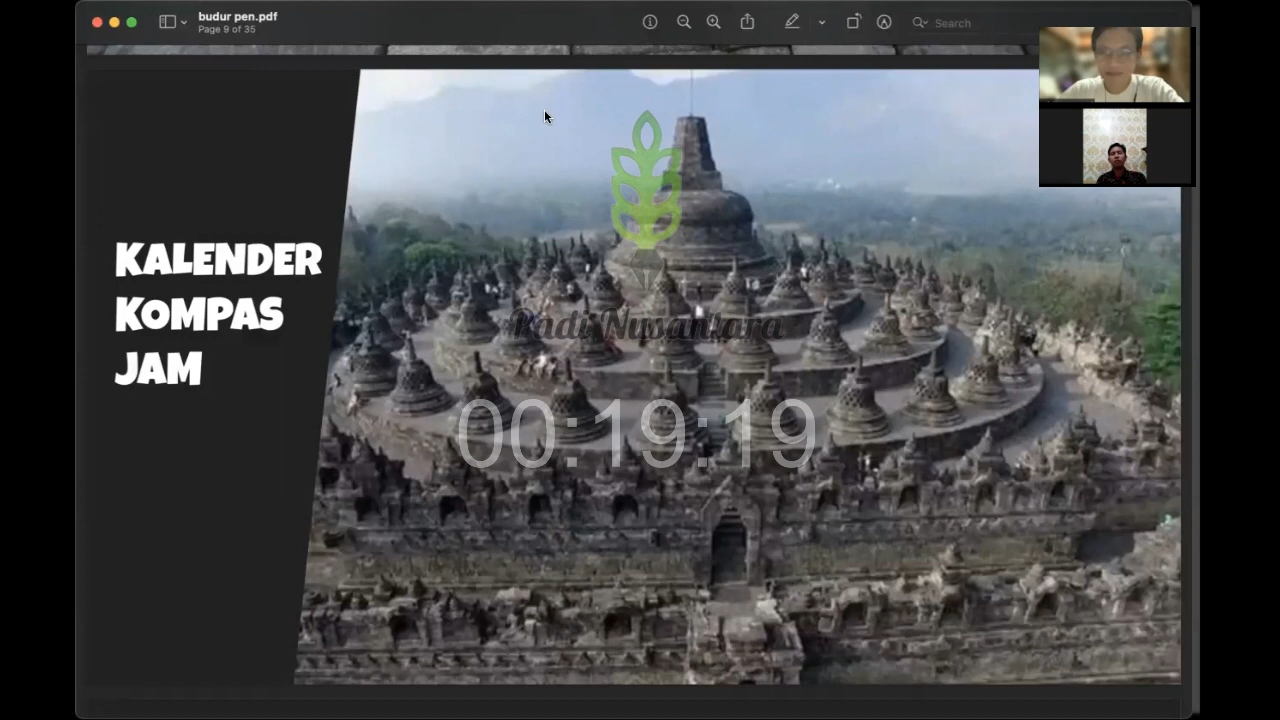 budur pen.pdf
Page 9 of 35
Search
KALENDER
KOMPAS
JAM
Padi Nusantara
00:19:19